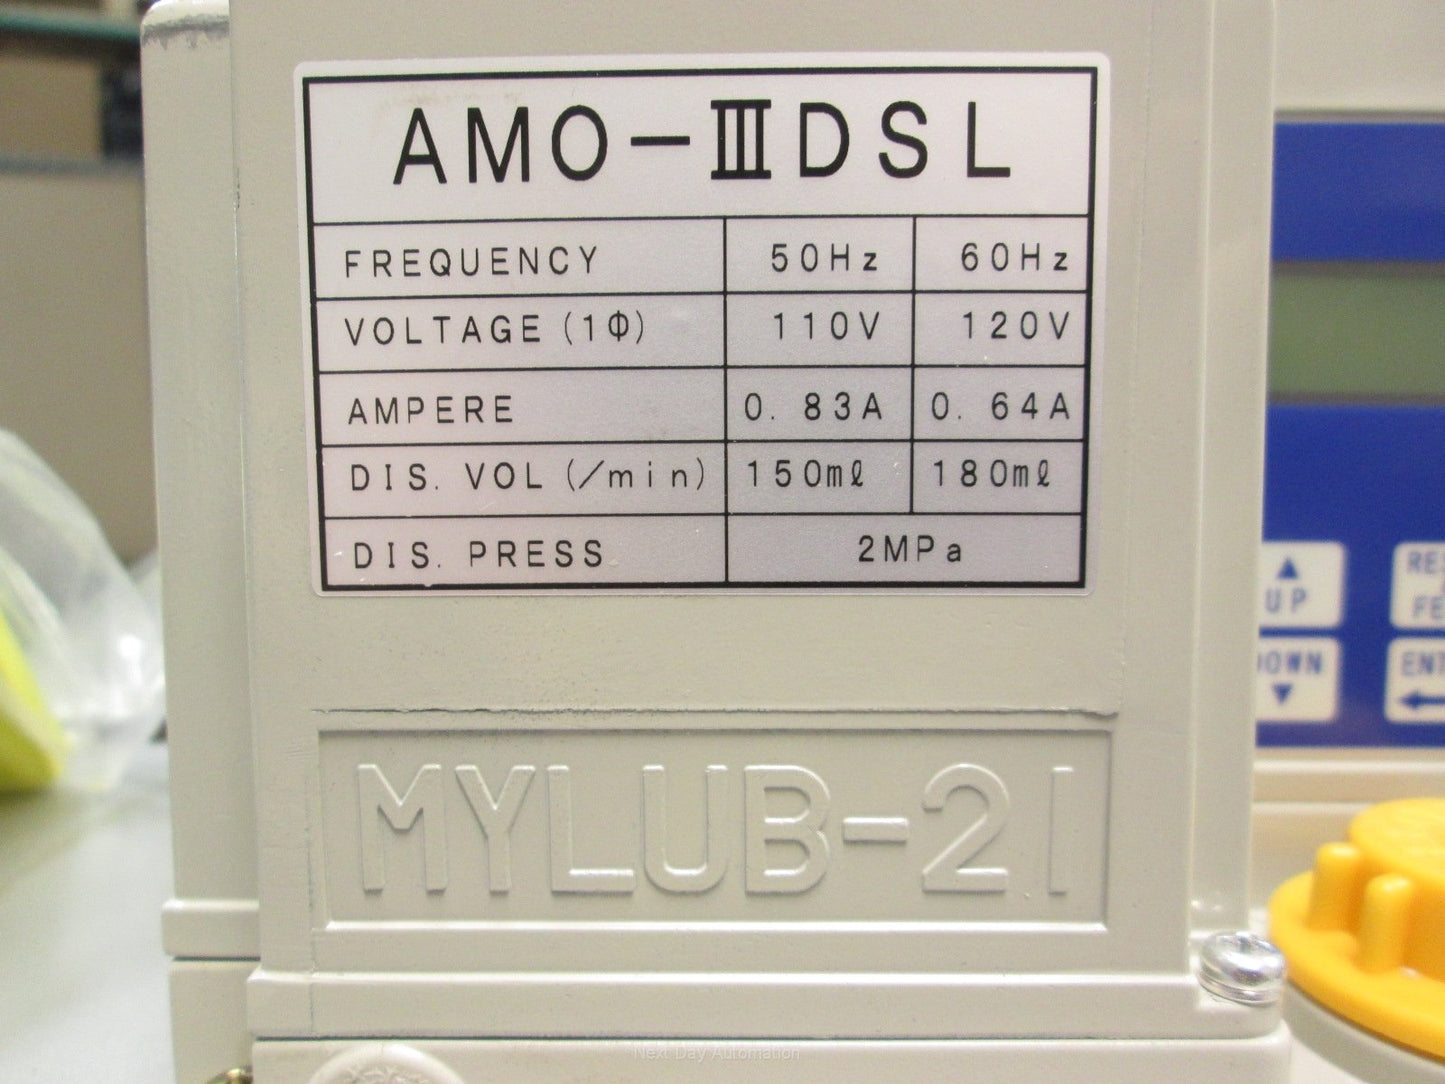 AMO-ⅢDSL
FREQUENCY 50Hz 60Hz
VOLTAGE (1Φ) 110V 120V
AMPERE 0. 83A 0. 64A
DIS. VOL (/min) 150mℓ 180mℓ
DIS. PRESS 2MPa
▲
UP
DOWN
▼
MYLUB-21
Next Day Automation